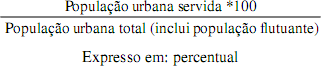 População urbana servida *100
População urbana total (inclui população flutuante)
Expresso em: percentual